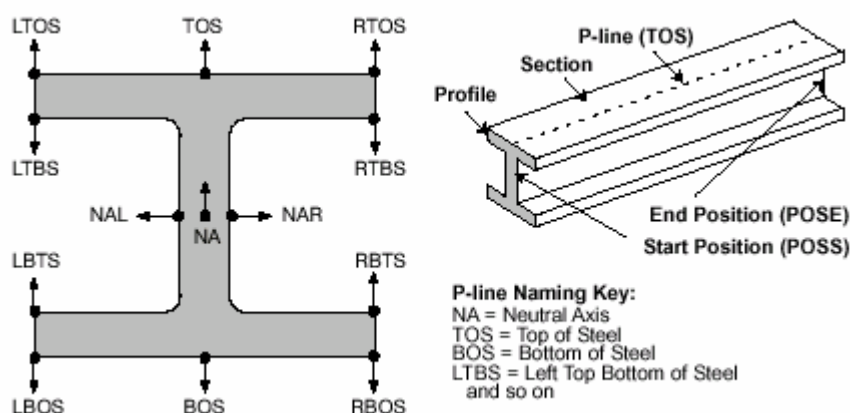 LTOS TOS RTOS
LTBS RTBS
NAL NA NAR
LBTS RBTS
LBOS BOS RBOS
P-line (TOS)
Section
Profile
End Position (POSE)
Start Position (POSS)
P-line Naming Key:
NA = Neutral Axis
TOS = Top of Steel
BOS = Bottom of Steel
LTBS = Left Top Bottom of Steel
and so on